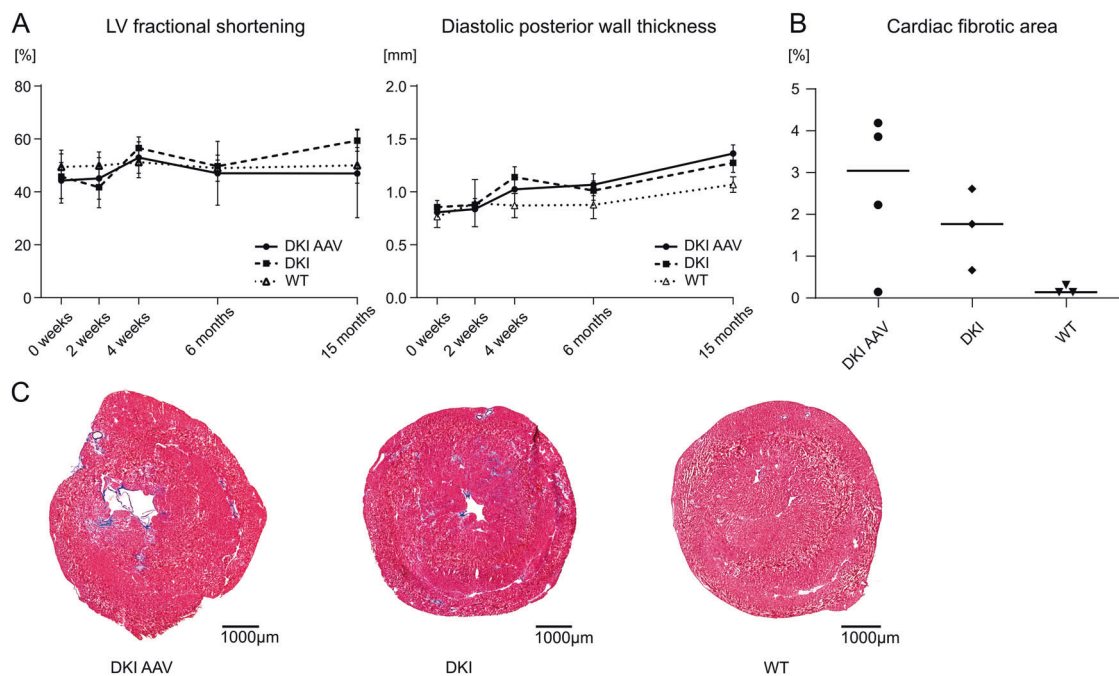 A
LV fractional shortening
[%]
80
60
40
20
0
DKI AAV
DKI
WT
0 weeks
2 weeks
4 weeks
6 months
15 months
Diastolic posterior wall thickness
[mm]
2.0
1.5
1.0
0.5
0.0
DKI AAV
DKI
WT
0 weeks
2 weeks
4 weeks
6 months
15 months
B
Cardiac fibrotic area
[%]
5
4
3
2
1
0
DKI AAV
DKI
WT
C
1000µm
1000µm
1000µm
DKI AAV
DKI
WT